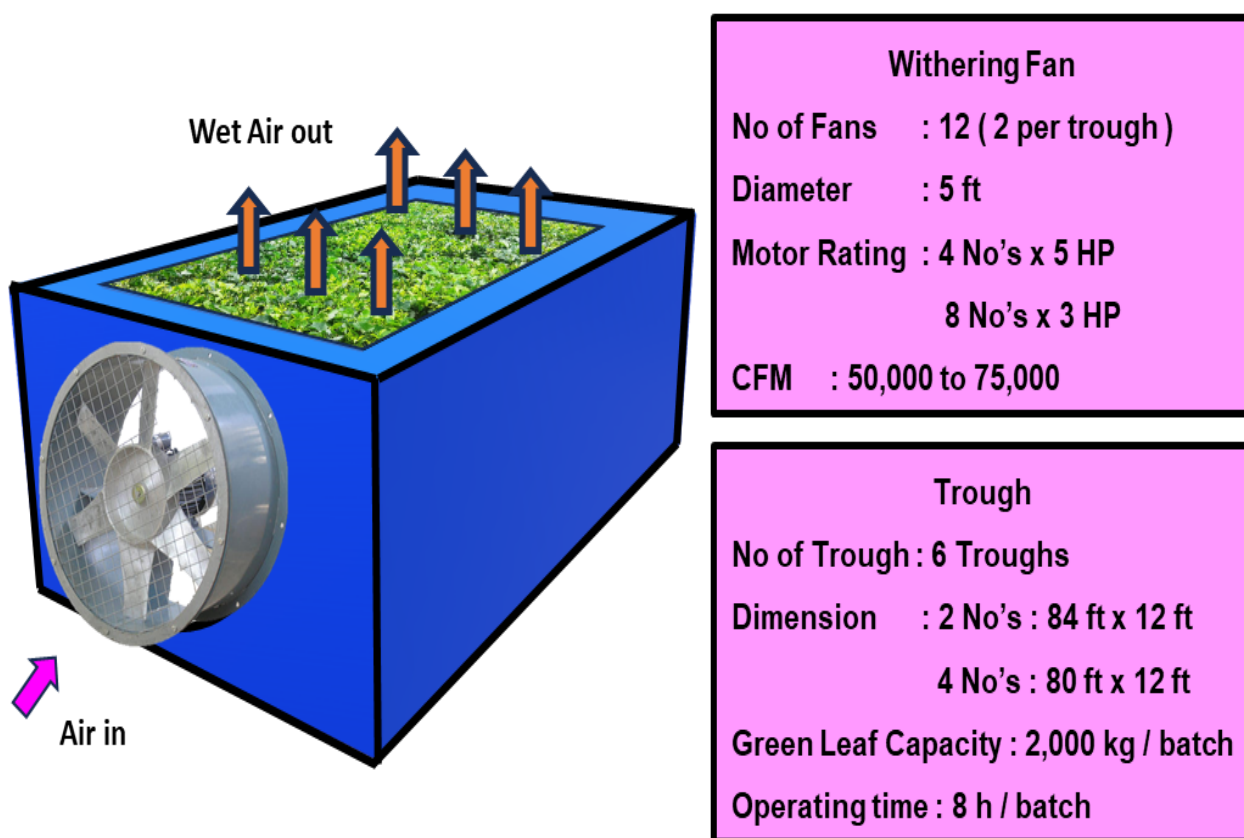 Wet Air out
Air in
Withering Fan
No of Fans : 12 ( 2 per trough )
Diameter : 5 ft
Motor Rating : 4 No’s x 5 HP
8 No’s x 3 HP
CFM : 50,000 to 75,000
Trough
No of Trough : 6 Troughs
Dimension : 2 No’s : 84 ft x 12 ft
4 No’s : 80 ft x 12 ft
Green Leaf Capacity : 2,000 kg / batch
Operating time : 8 h / batch